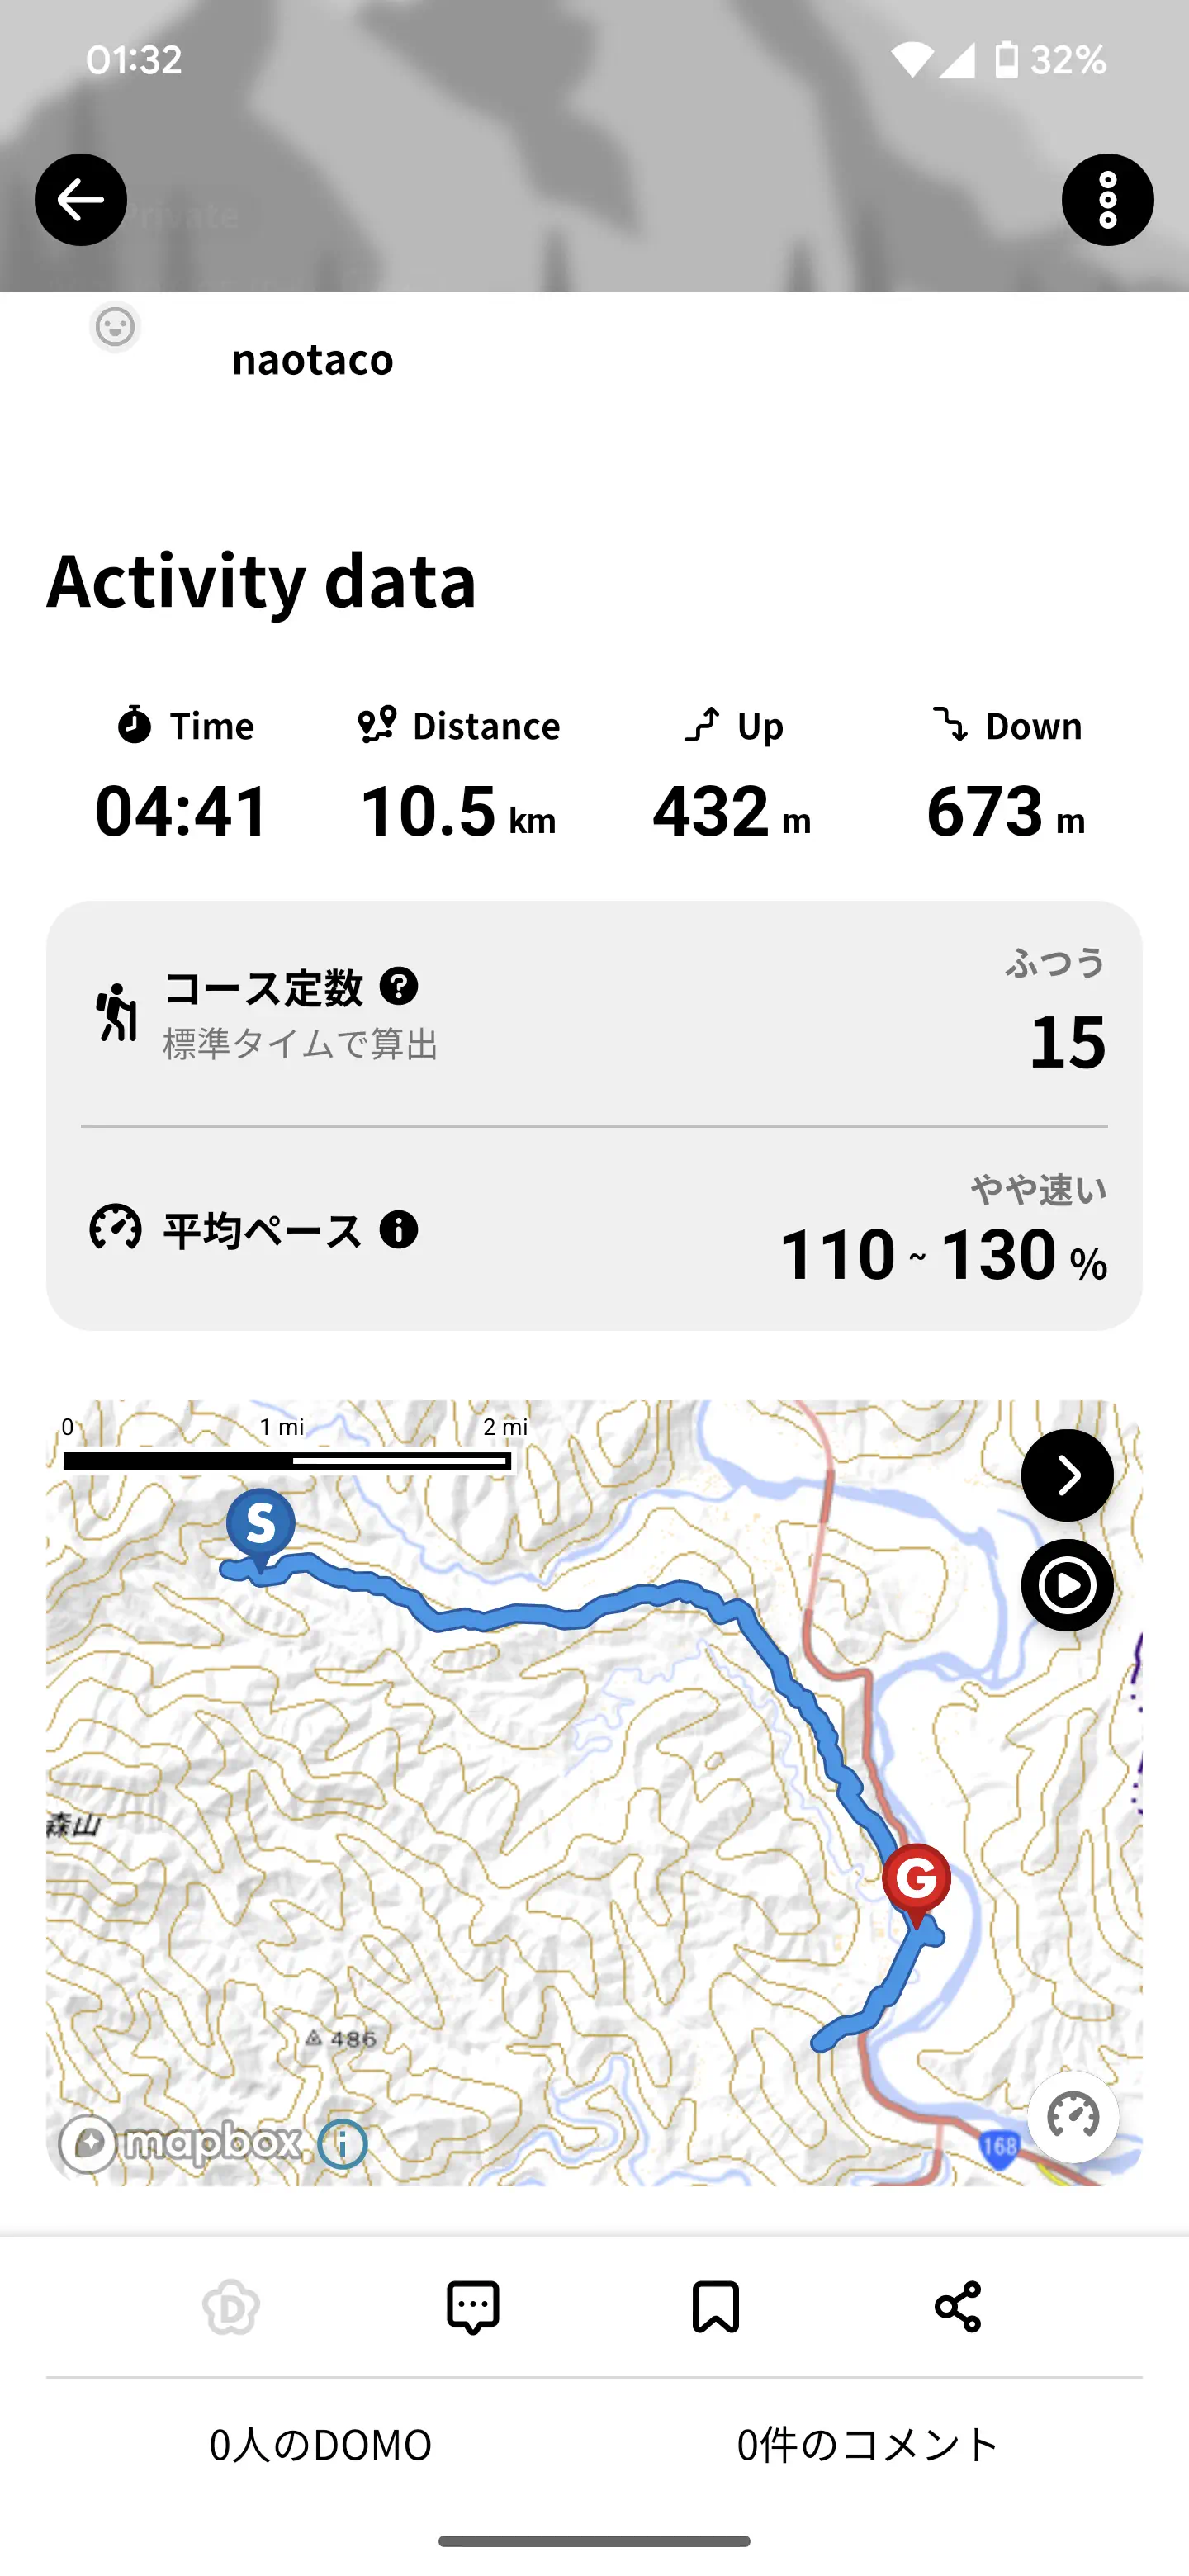 01:32
32%
Private
naotaco
Activity data
Time
Distance
Up
Down
04:41
10.5 km
432 m
673 m
コース定数
標準タイムで算出
ふつう
15
平均ペース
やや速い
110 ~ 130 %
0
1 mi
2 mi
S
森山
G
486
mapbox
168
D
0人のDOMO
0件のコメント